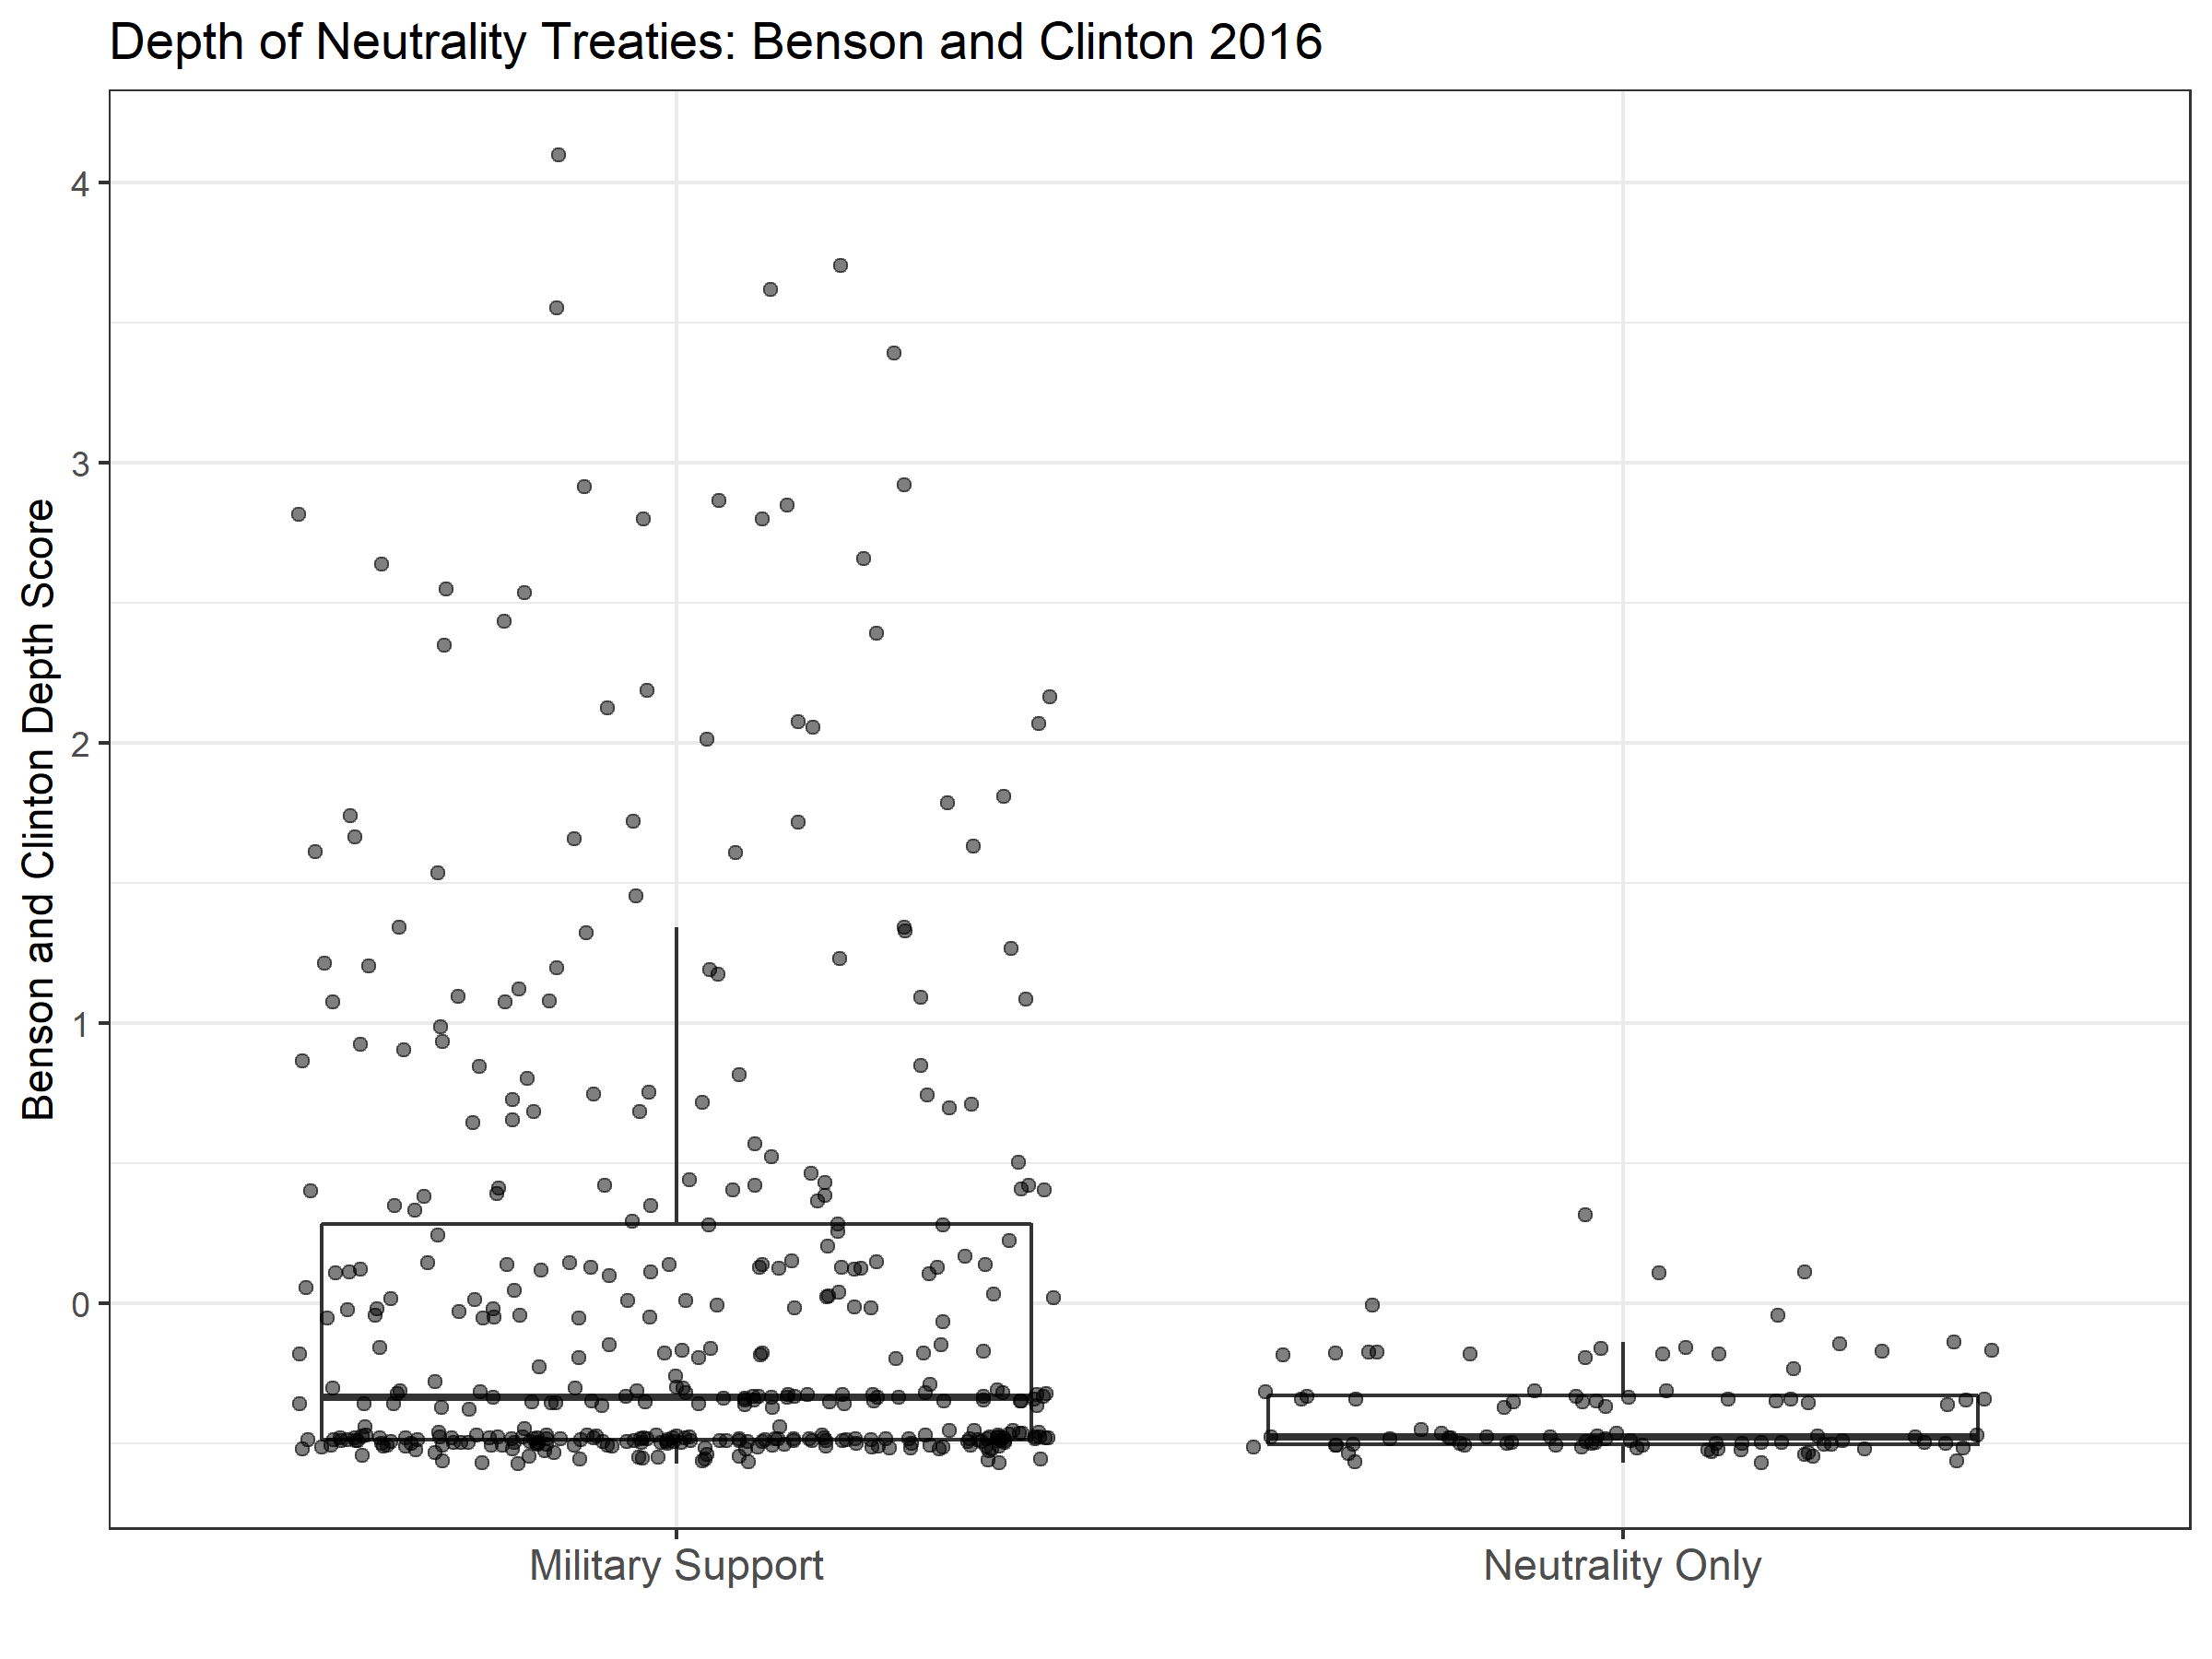 Depth of Neutrality Treaties: Benson and Clinton 2016
Benson and Clinton Depth Score
4
3
2
1
0
Military Support
Neutrality Only